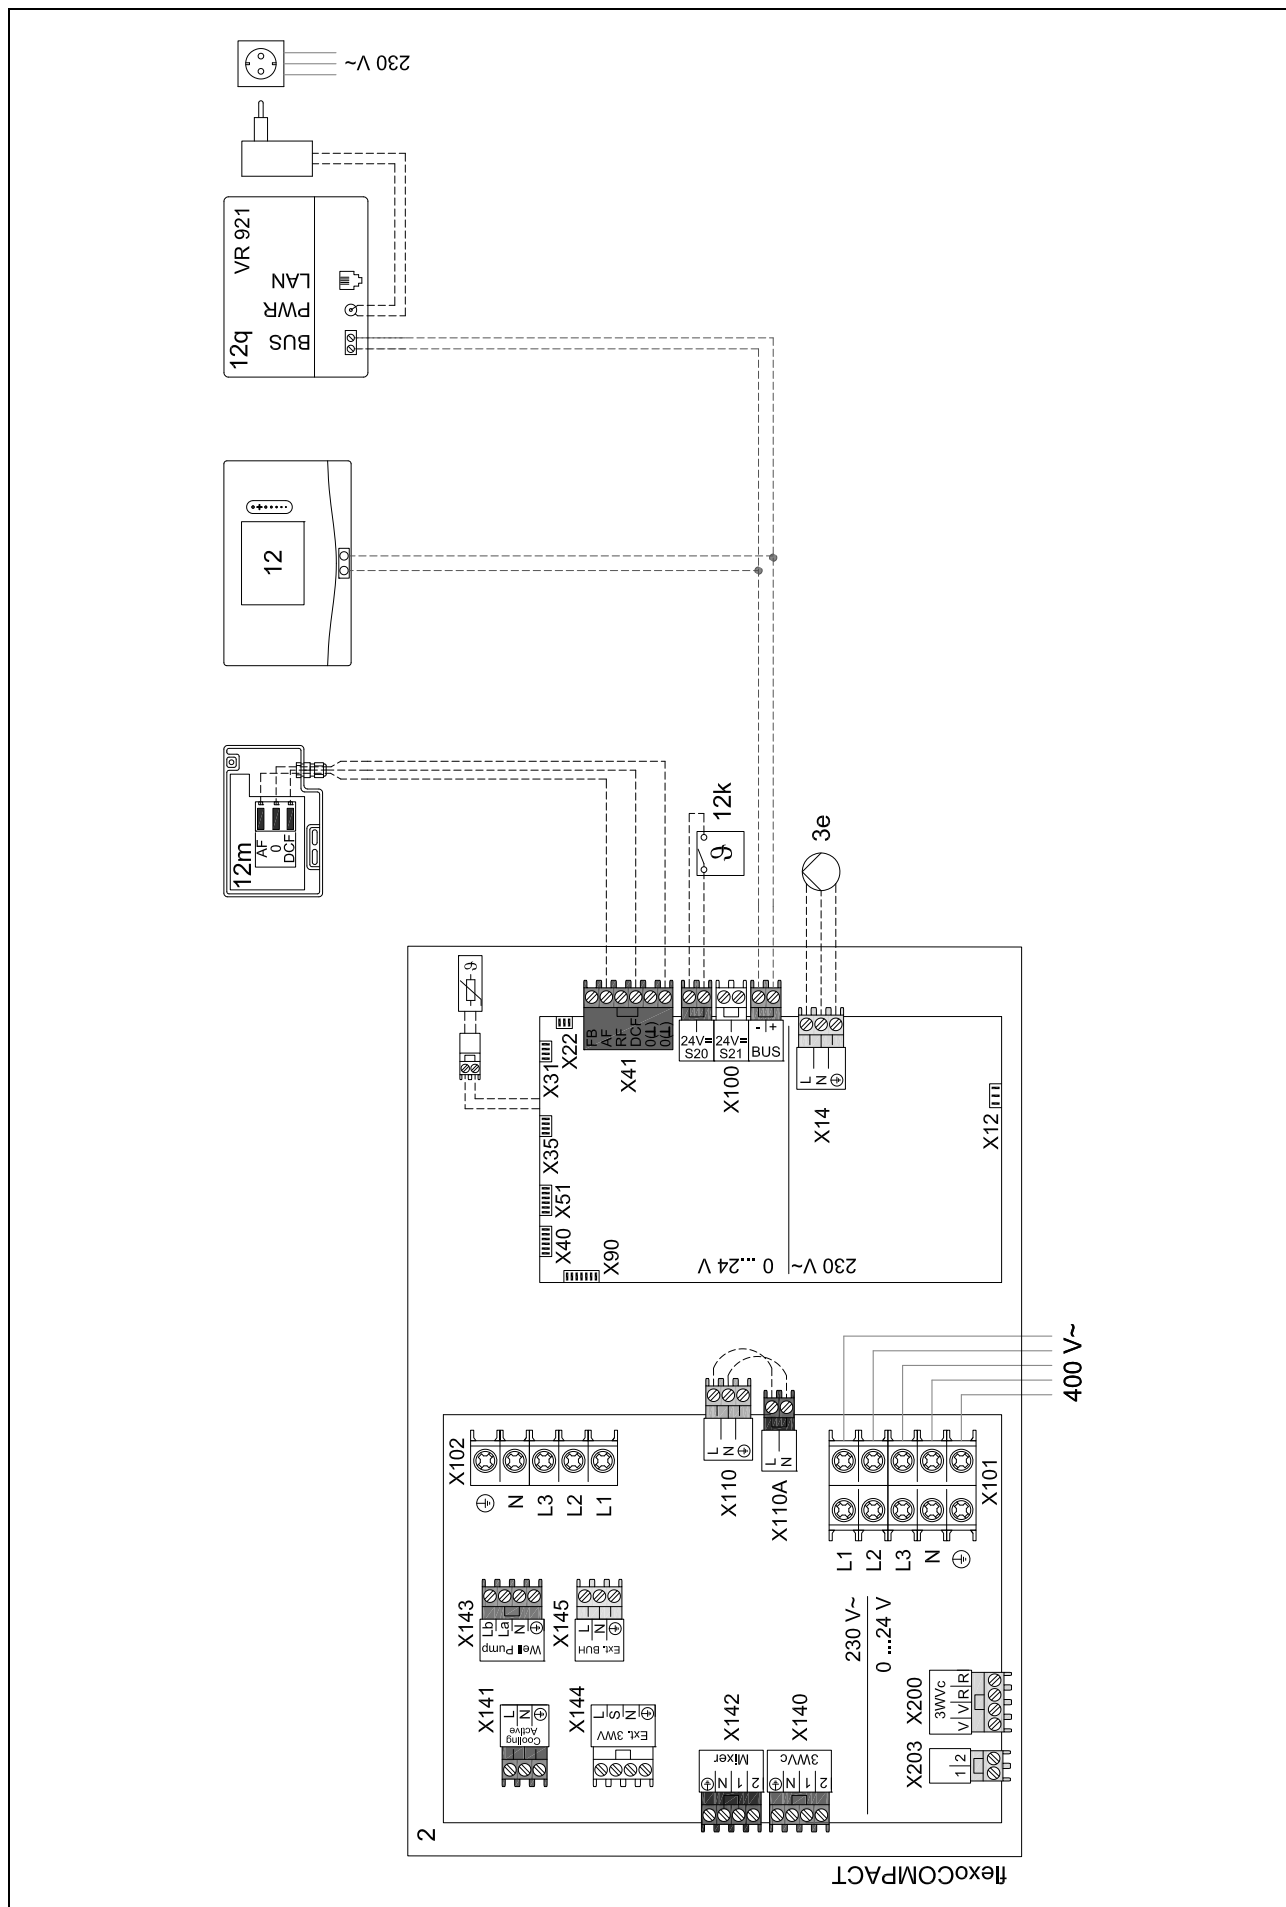 230 V~
VR 921
LAN
PWR
BUS
12q
12
12m
AF
0
DCF
12k
ϑ
3e
ϑ
X22
X31
X35
X51
X40
X90
FB
AF
RF
DCF
0(⊥)
0(⊥)
X41
24V=
S20
24V=
S21
X100
- +
BUS
L
N
X14
X12
0 ...24 V
230 V~
400 V~
X102
N
L3
L2
L1
L
N
X110
L
N
X110A
X101
L1
L2
L3
N
X143
Lb
La
N
Well Pump
X145
L
N
Ext. BUH
X141
L
N
Cooling
Active
X144
L
S
N
Ext. 3WV
X142
Mixer
N
1
2
X140
3WVc
N
1
2
230 V~
0 ...24 V
X200
3WVc
V V R R
X203
1 2
2
flexoCOMPACT